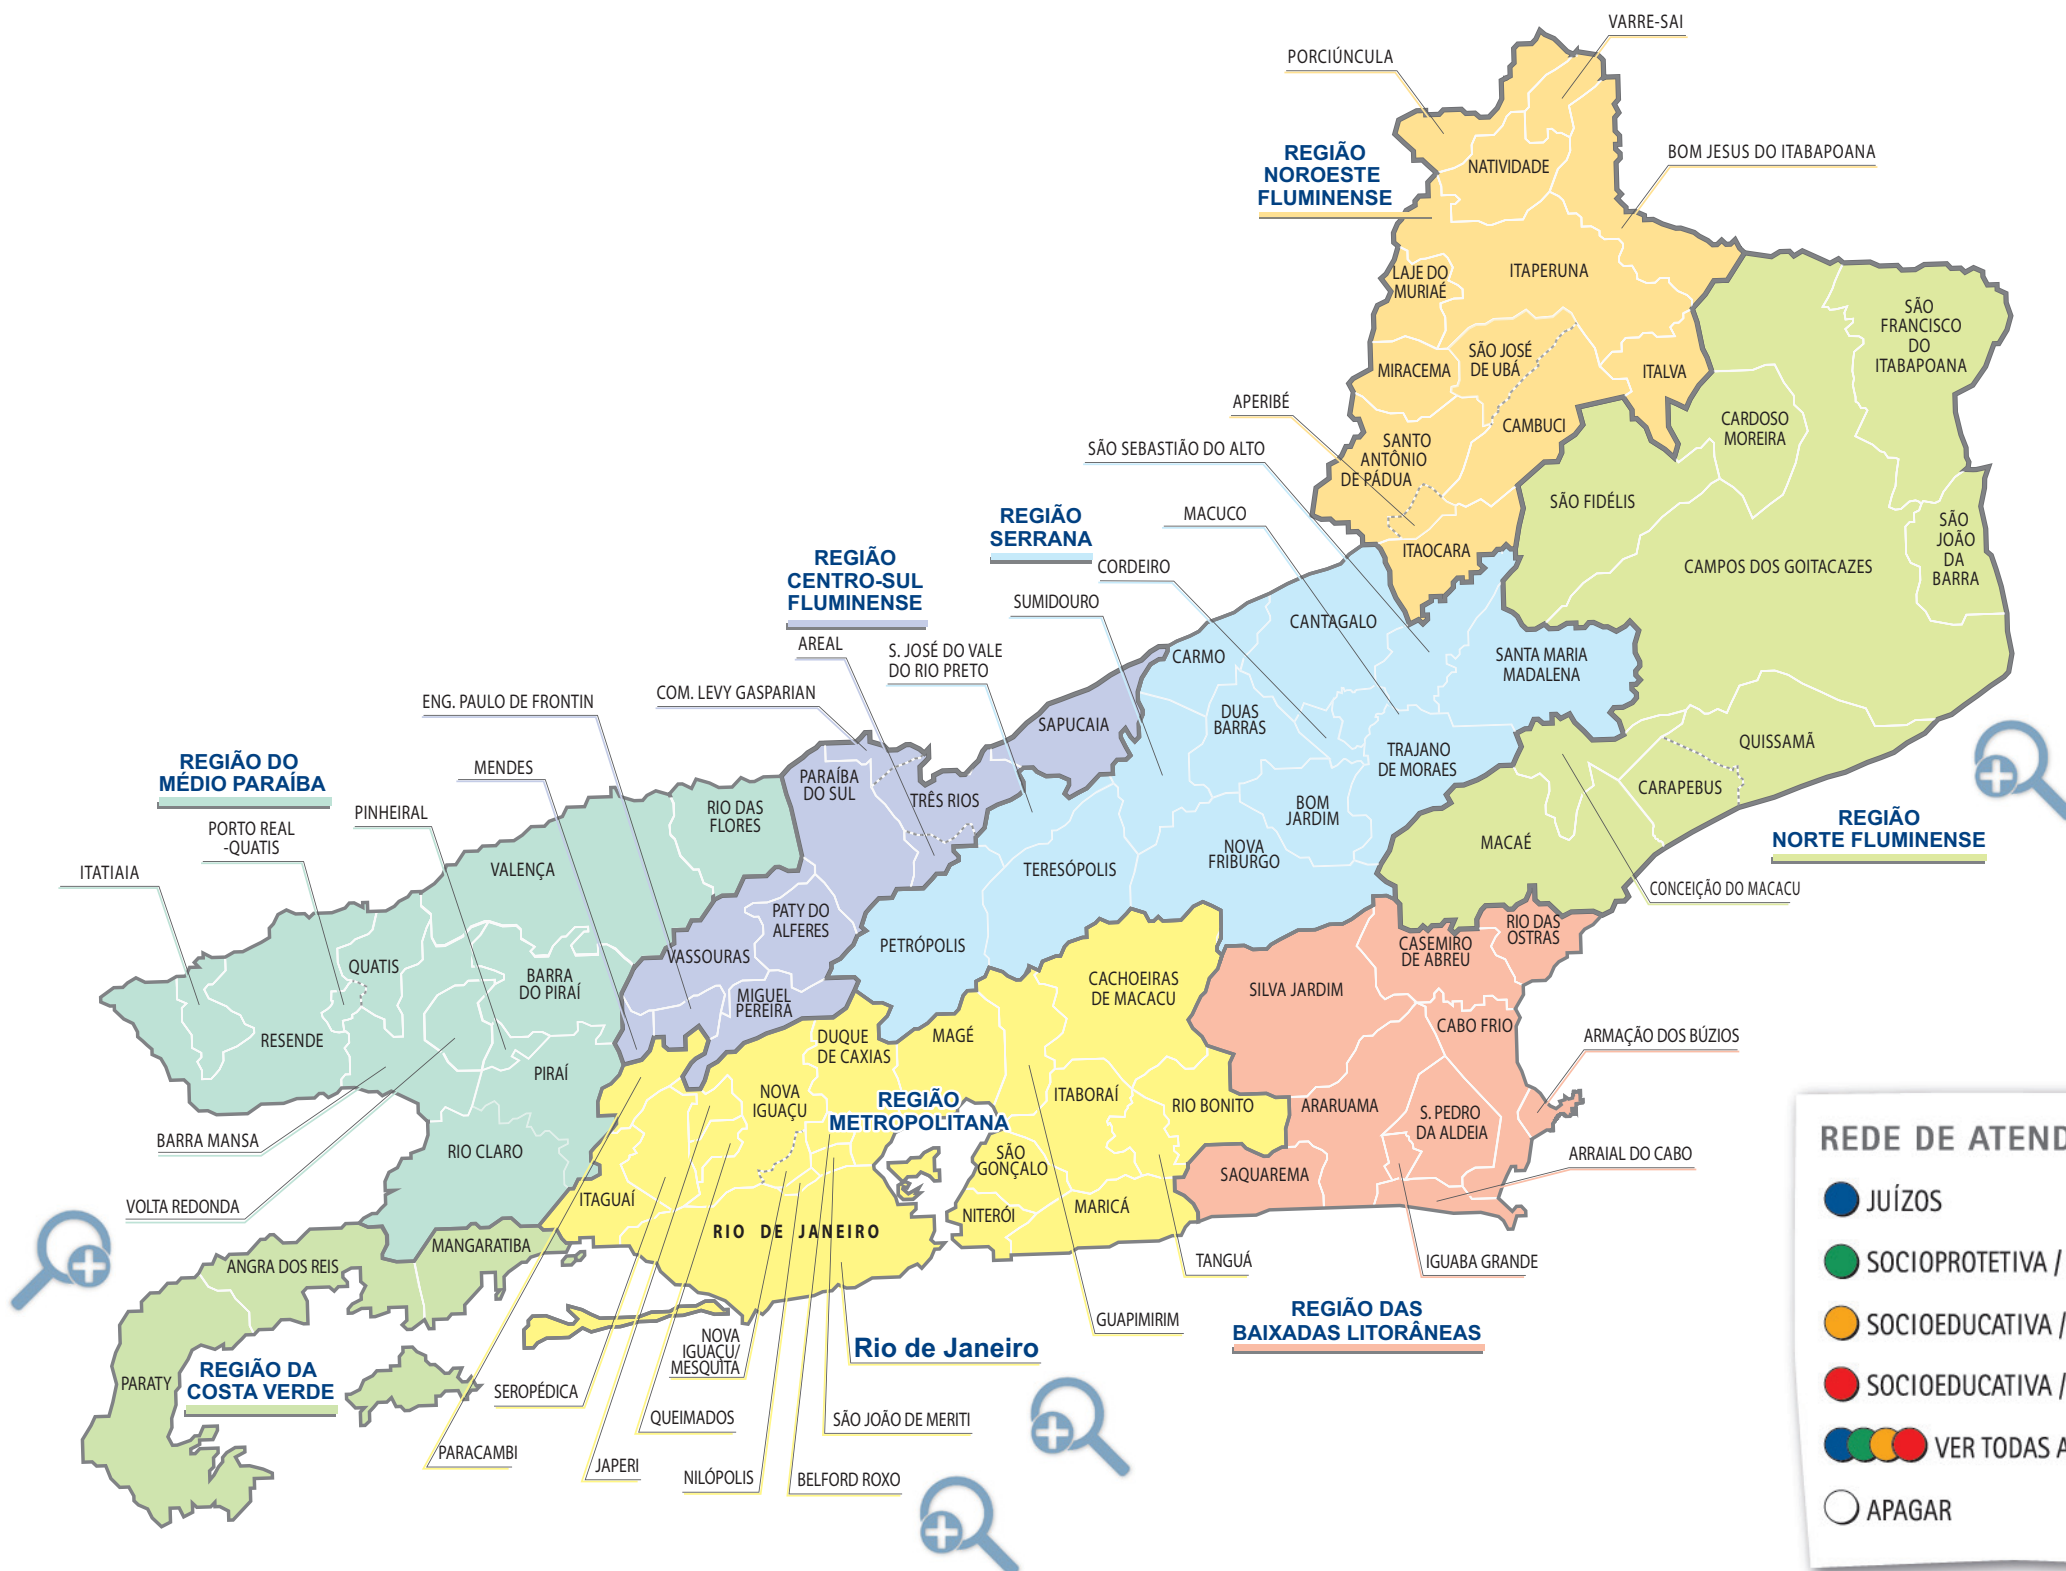 VARRE-SAI
PORCIÚNCULA
REGIÃO
NOROESTE
FLUMINENSE
NATIVIDADE
BOM JESUS DO ITABAPOANA
LAJE DO
MURIAÉ
ITAPERUNA
SÃO
FRANCISCO
DO
ITABAPOANA
SÃO JOSÉ
DE UBÁ
MIRACEMA
ITALVA
APERIBÉ
CARDOSO
MOREIRA
CAMBUCI
SANTO
ANTÔNIO
DE PÁDUA
SÃO SEBASTIÃO DO ALTO
SÃO FIDÉLIS
MACUCO
REGIÃO
SERRANA
SÃO
JOÃO
DA
BARRA
ITAOCARA
CAMPOS DOS GOITACAZES
REGIÃO
CENTRO-SUL
FLUMINENSE
CORDEIRO
SUMIDOURO
CANTAGALO
AREAL
S. JOSÉ DO VALE
DO RIO PRETO
CARMO
SANTA MARIA
MADALENA
ENG. PAULO DE FRONTIN
COM. LEVY GASPARIAN
SAPUCAIA
DUAS
BARRAS
TRAJANO
DE MORAES
QUISSAMÃ
REGIÃO DO
MÉDIO PARAÍBA
MENDES
PARAÍBA
DO SUL
TRÊS RIOS
CARAPEBUS
RIO DAS
FLORES
BOM
JARDIM
PINHEIRAL
PORTO REAL
-QUATIS
REGIÃO
NORTE FLUMINENSE
MACAÉ
NOVA
FRIBURGO
VALENÇA
TERESÓPOLIS
ITATIAIA
CONCEIÇÃO DO MACACU
PATY DO
ALFERES
RIO DAS
OSTRAS
PETRÓPOLIS
CASEMIRO
DE ABREU
VASSOURAS
QUATIS
BARRA
DO PIRAÍ
CACHOEIRAS
DE MACACU
SILVA JARDIM
MIGUEL
PEREIRA
RESENDE
DUQUE
DE CAXIAS
MAGÉ
CABO FRIO
ARMAÇÃO DOS BÚZIOS
PIRAÍ
NOVA
IGUAÇU
REGIÃO
METROPOLITANA
ITABORAÍ
RIO BONITO
ARARUAMA
S. PEDRO
DA ALDEIA
BARRA MANSA
RIO CLARO
SÃO
GONÇALO
SAQUAREMA
ARRAIAL DO CABO
VOLTA REDONDA
ITAGUAÍ
NITERÓI
MARICÁ
RIO DE JANEIRO
MANGARATIBA
ANGRA DOS REIS
TANGUÁ
IGUABA GRANDE
GUAPIMIRIM
REGIÃO DAS
BAIXADAS LITORÂNEAS
NOVA
IGUAÇU/
MESQUITA
Rio de Janeiro
PARATY
REGIÃO DA
COSTA VERDE
SEROPÉDICA
QUEIMADOS
SÃO JOÃO DE MERITI
PARACAMBI
JAPERI
NILÓPOLIS
BELFORD ROXO
REDE DE ATEND
JUÍZOS
SOCIOPROTETIVA /
SOCIOEDUCATIVA /
SOCIOEDUCATIVA /
VER TODAS A
APAGAR